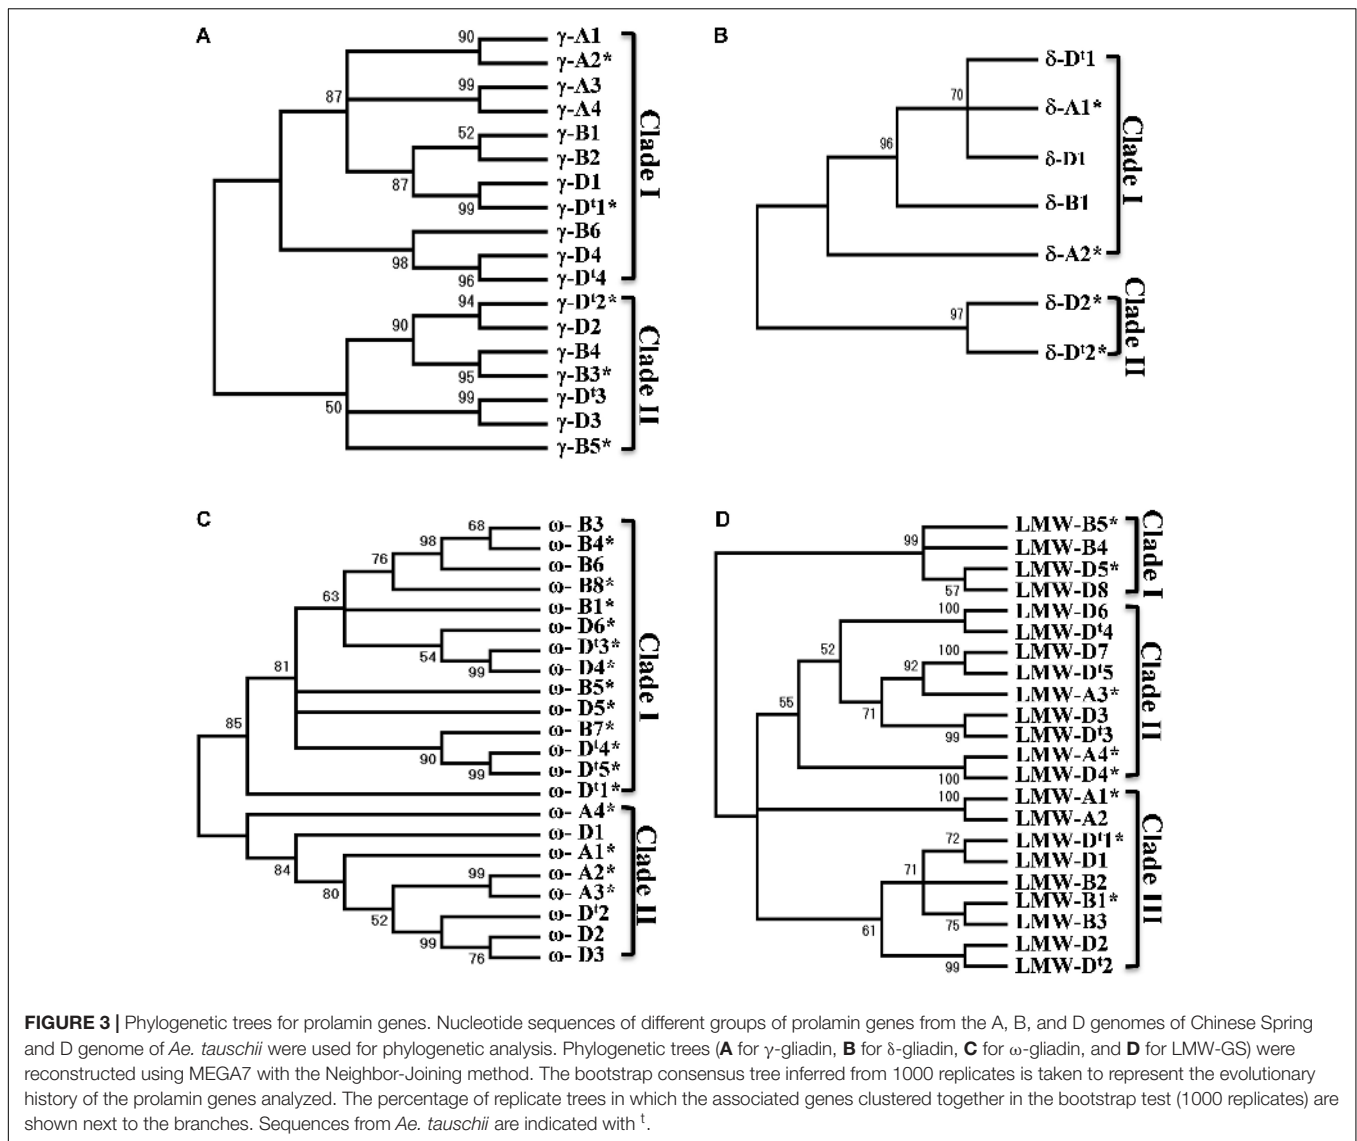 A
90
γ-A1
γ-A2*
99
γ-A3
γ-A4
87
52
γ-B1
γ-B2
87
γ-D1
99
γ-Dᵗ1*
γ-B6
98
γ-D4
96
γ-Dᵗ4
Clade I
94
γ-Dᵗ2*
γ-D2
90
γ-B4
95
γ-B3*
50
99
γ-Dᵗ3
γ-D3
γ-B5*
Clade II
B
δ-Dᵗ1
70
δ-A1*
δ-D1
96
δ-B1
δ-A2*
Clade I
97
δ-D2*
δ-Dᵗ2*
Clade II
C
68
ω- B3
ω- B4*
98
ω- B6
76
ω- B8*
63
ω- B1*
ω- D6*
54
ω- Dᵗ3*
99
ω- D4*
81
ω- B5*
ω- D5*
ω- B7*
90
ω- Dᵗ4*
99
ω- Dᵗ5*
85
ω- Dᵗ1*
Clade I
ω- A4*
ω- D1
84
ω- A1*
80
99
ω- A2*
ω- A3*
52
ω- Dᵗ2
99
ω- D2
76
ω- D3
Clade II
D
LMW-B5*
99
LMW-B4
LMW-D5*
57
LMW-D8
Clade I
100
LMW-D6
LMW-Dᵗ4
52
100
LMW-D7
LMW-Dᵗ5
92
LMW-A3*
71
LMW-D3
99
LMW-Dᵗ3
55
LMW-A4*
100
LMW-D4*
Clade II
100
LMW-A1*
LMW-A2
72
LMW-Dᵗ1*
LMW-D1
71
LMW-B2
LMW-B1*
75
LMW-B3
61
LMW-D2
99
LMW-Dᵗ2
Clade III
FIGURE 3 | Phylogenetic trees for prolamin genes. Nucleotide sequences of different groups of prolamin genes from the A, B, and D genomes of Chinese Spring
and D genome of Ae. tauschii were used for phylogenetic analysis. Phylogenetic trees (A for γ-gliadin, B for δ-gliadin, C for ω-gliadin, and D for LMW-GS) were
reconstructed using MEGA7 with the Neighbor-Joining method. The bootstrap consensus tree inferred from 1000 replicates is taken to represent the evolutionary
history of the prolamin genes analyzed. The percentage of replicate trees in which the associated genes clustered together in the bootstrap test (1000 replicates) are
shown next to the branches. Sequences from Ae. tauschii are indicated with ᵗ.